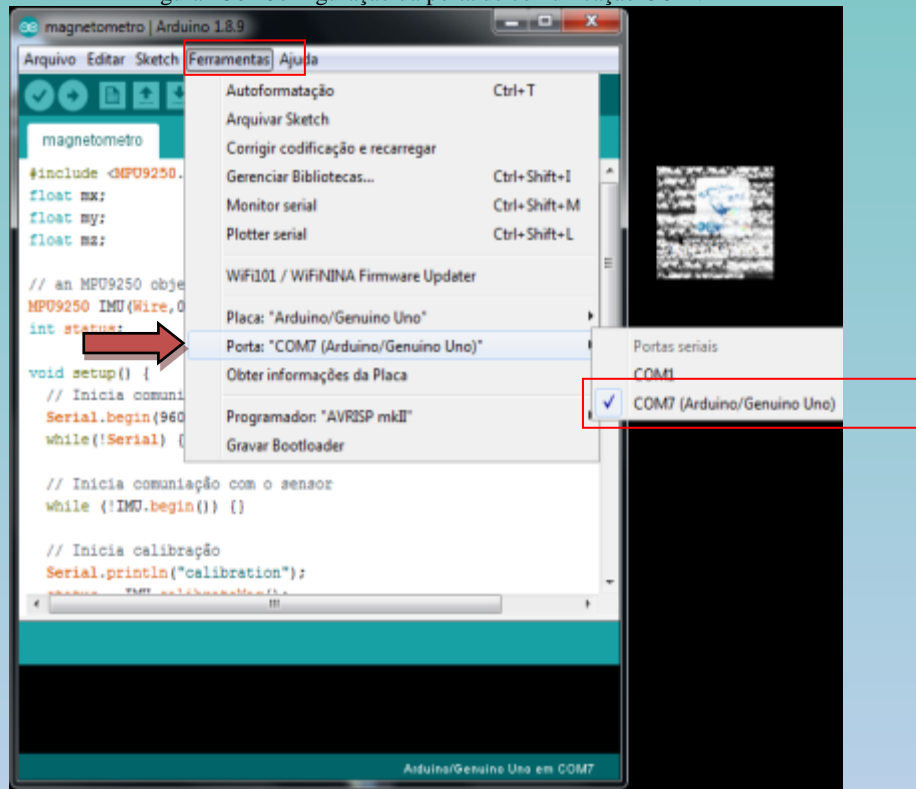 magnetometro | Arduino 1.8.9
Arquivo Editar Sketch Ferramentas Ajuda
Autoformatação Ctrl+T
Arquivar Sketch
Corrigir codificação e recarregar
Gerenciar Bibliotecas... Ctrl+Shift+I
Monitor serial Ctrl+Shift+M
Plotter serial Ctrl+Shift+L
WiFi101 / WiFiNINA Firmware Updater
Placa: "Arduino/Genuino Uno"
Porta: "COM7 (Arduino/Genuino Uno)"
Obter informações da Placa
Programador: "AVRISP mkII"
Gravar Bootloader
Portas seriais
COM1
COM7 (Arduino/Genuino Uno)
magnetometro
#include <MPU9250.
float mx;
float my;
float mz;
// an MPU9250 obje
MPU9250 IMU(Wire,0
int status;
void setup() {
// Inicia comuni
Serial.begin(960
while(!Serial) {
// Inicia comuniação com o sensor
while (!IMU.begin()) {}
// Inicia calibração
Serial.println("calibration");
Arduino/Genuino Uno em COM7